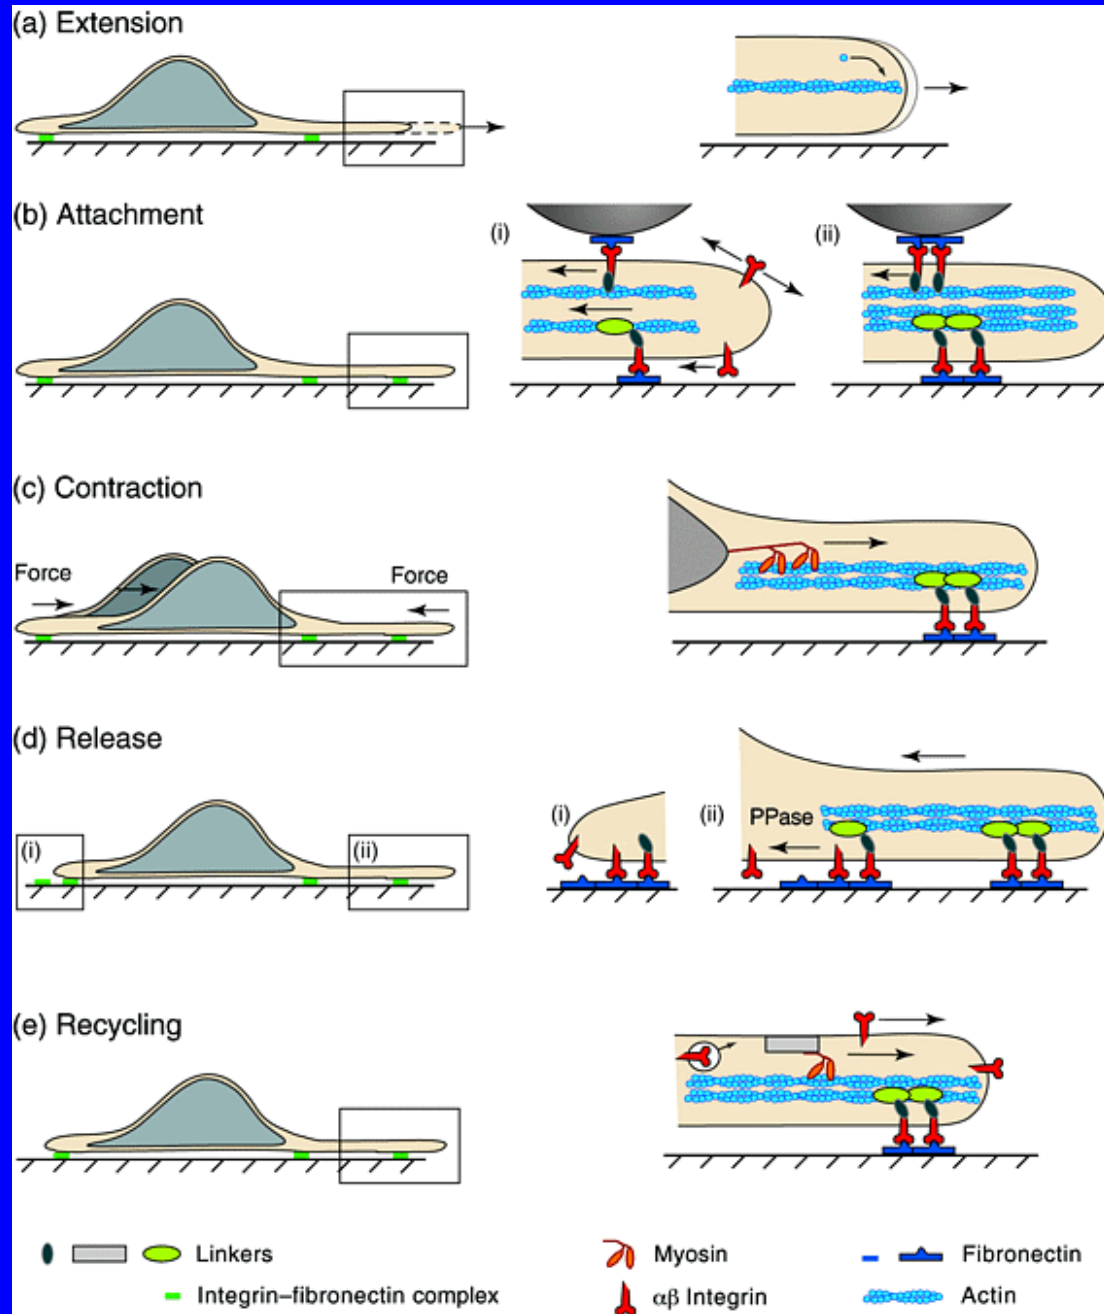 (a) Extension
(b) Attachment
(i)
(ii)
(c) Contraction
Force
Force
(d) Release
(i)
(ii)
(i)
(ii)
PPase
(e) Recycling
Linkers
Myosin
Fibronectin
Integrin–fibronectin complex
αβ Integrin
Actin